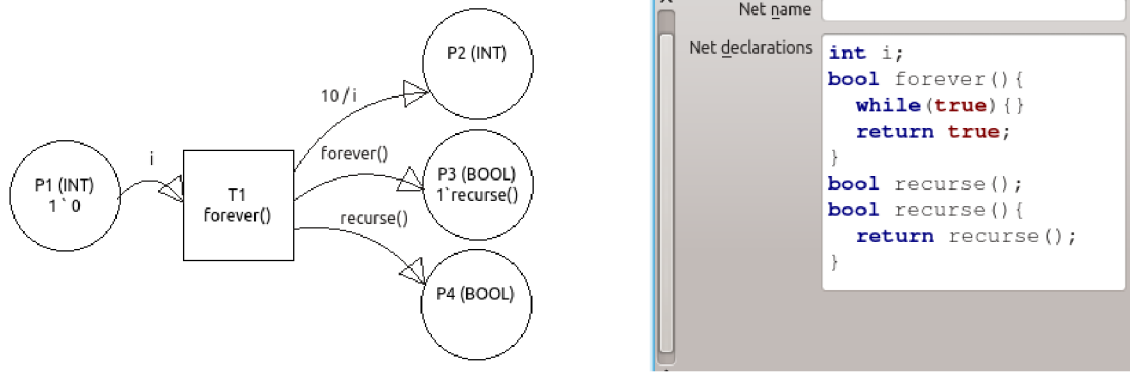 P2 (INT)
10/i
forever()
i
P1 (INT)
1`0
T1
forever()
P3 (BOOL)
1`recurse()
recurse()
P4 (BOOL)
Net name
Net declarations
int i;
bool forever(){
while(true){}
return true;
}
bool recurse();
bool recurse(){
return recurse();
}